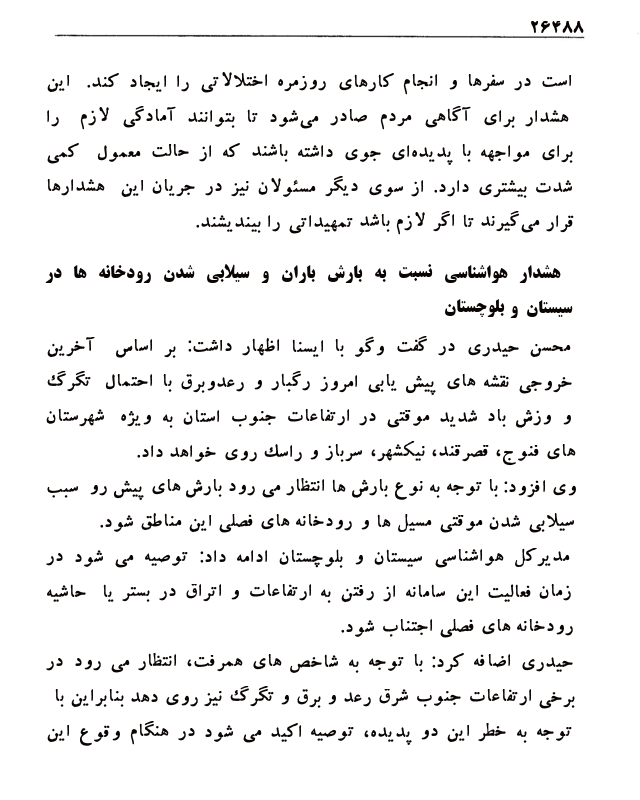 ۲۶۴۸۸
است در سفرها و انجام کارهای روزمره اختلالاتی را ایجاد کند. این
هشدار برای آگاهی مردم صادر می‌شود تا بتوانند آمادگی لازم را
برای مواجهه با پدیده‌ای جوی داشته باشند که از حالت معمول کمی
شدت بیشتری دارد. از سوی دیگر مسئولان نیز در جریان این هشدارها
قرار می‌گیرند تا اگر لازم باشد تمهیداتی را بیندیشند.
هشدار هواشناسی نسبت به بارش باران و سیلابی شدن رودخانه ها در
سیستان و بلوچستان
محسن حیدری در گفت وگو با ایسنا اظهار داشت: بر اساس آخرین
خروجی نقشه های پیش یابی امروز رگبار و رعدوبرق با احتمال تگرگ
و وزش باد شدید موقتی در ارتفاعات جنوب استان به ویژه شهرستان
های فنوج، قصرقند، نیکشهر، سرباز و راسک روی خواهد داد.
وی افزود: با توجه به نوع بارش ها انتظار می رود بارش های پیش رو سبب
سیلابی شدن موقتی مسیل ها و رودخانه های فصلی این مناطق شود.
مدیرکل هواشناسی سیستان و بلوچستان ادامه داد: توصیه می شود در
زمان فعالیت این سامانه از رفتن به ارتفاعات و اتراق در بستر یا حاشیه
رودخانه های فصلی اجتناب شود.
حیدری اضافه کرد: با توجه به شاخص های همرفت، انتظار می رود در
برخی ارتفاعات جنوب شرق رعد و برق و تگرگ نیز روی دهد بنابراین با
توجه به خطر این دو پدیده، توصیه اکید می شود در هنگام وقوع این